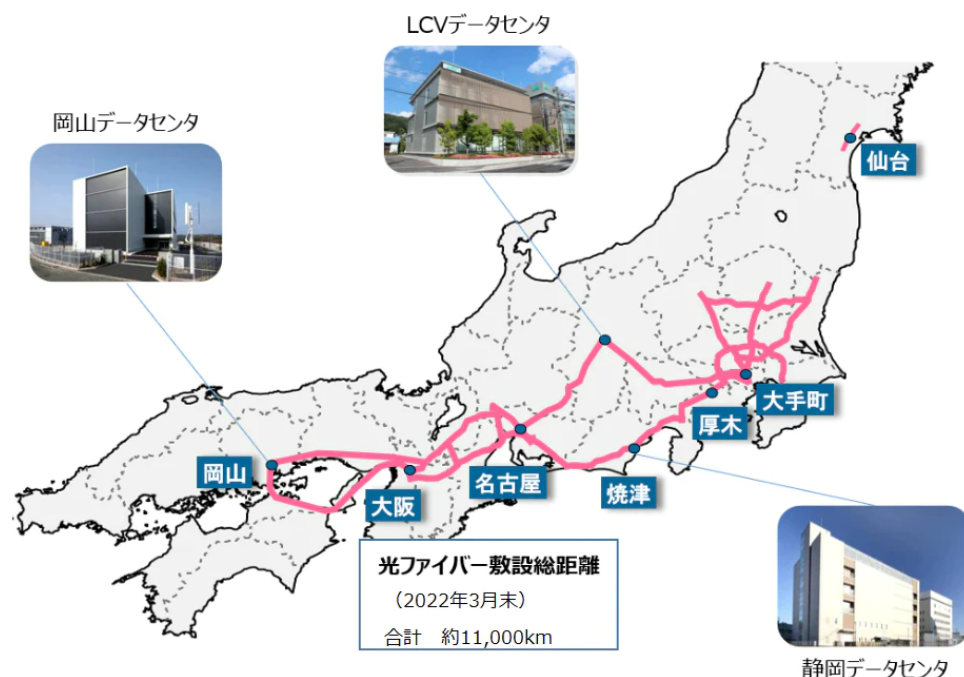 LCVデータセンタ
岡山データセンタ
仙台
大手町
厚木
岡山
大阪
名古屋
焼津
光ファイバー敷設総距離
（2022年3月末）
合計　約11,000km
静岡データセンタ